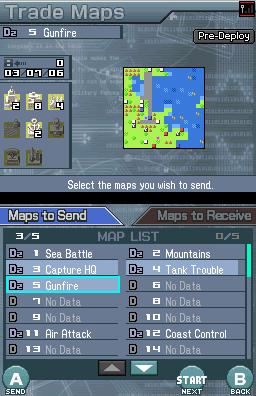 Trade Maps
D2 5 Gunfire
0
03.07.06
Pre-Deploy
2 6 4
Select the maps you wish to send.
Maps to Send Maps to Receive
3/5 MAP LIST 0/5
D2 1 Sea Battle D2 2 Mountains
D2 3 Capture HQ D2 4 Tank Trouble
D2 5 Gunfire D 6 No Data
D 7 No Data D 8 No Data
D 9 No Data D 10 No Data
D2 11 Air Attack D2 12 Coast Control
D 13 No Data D 14 No Data
A START B
SEND NEXT BACK